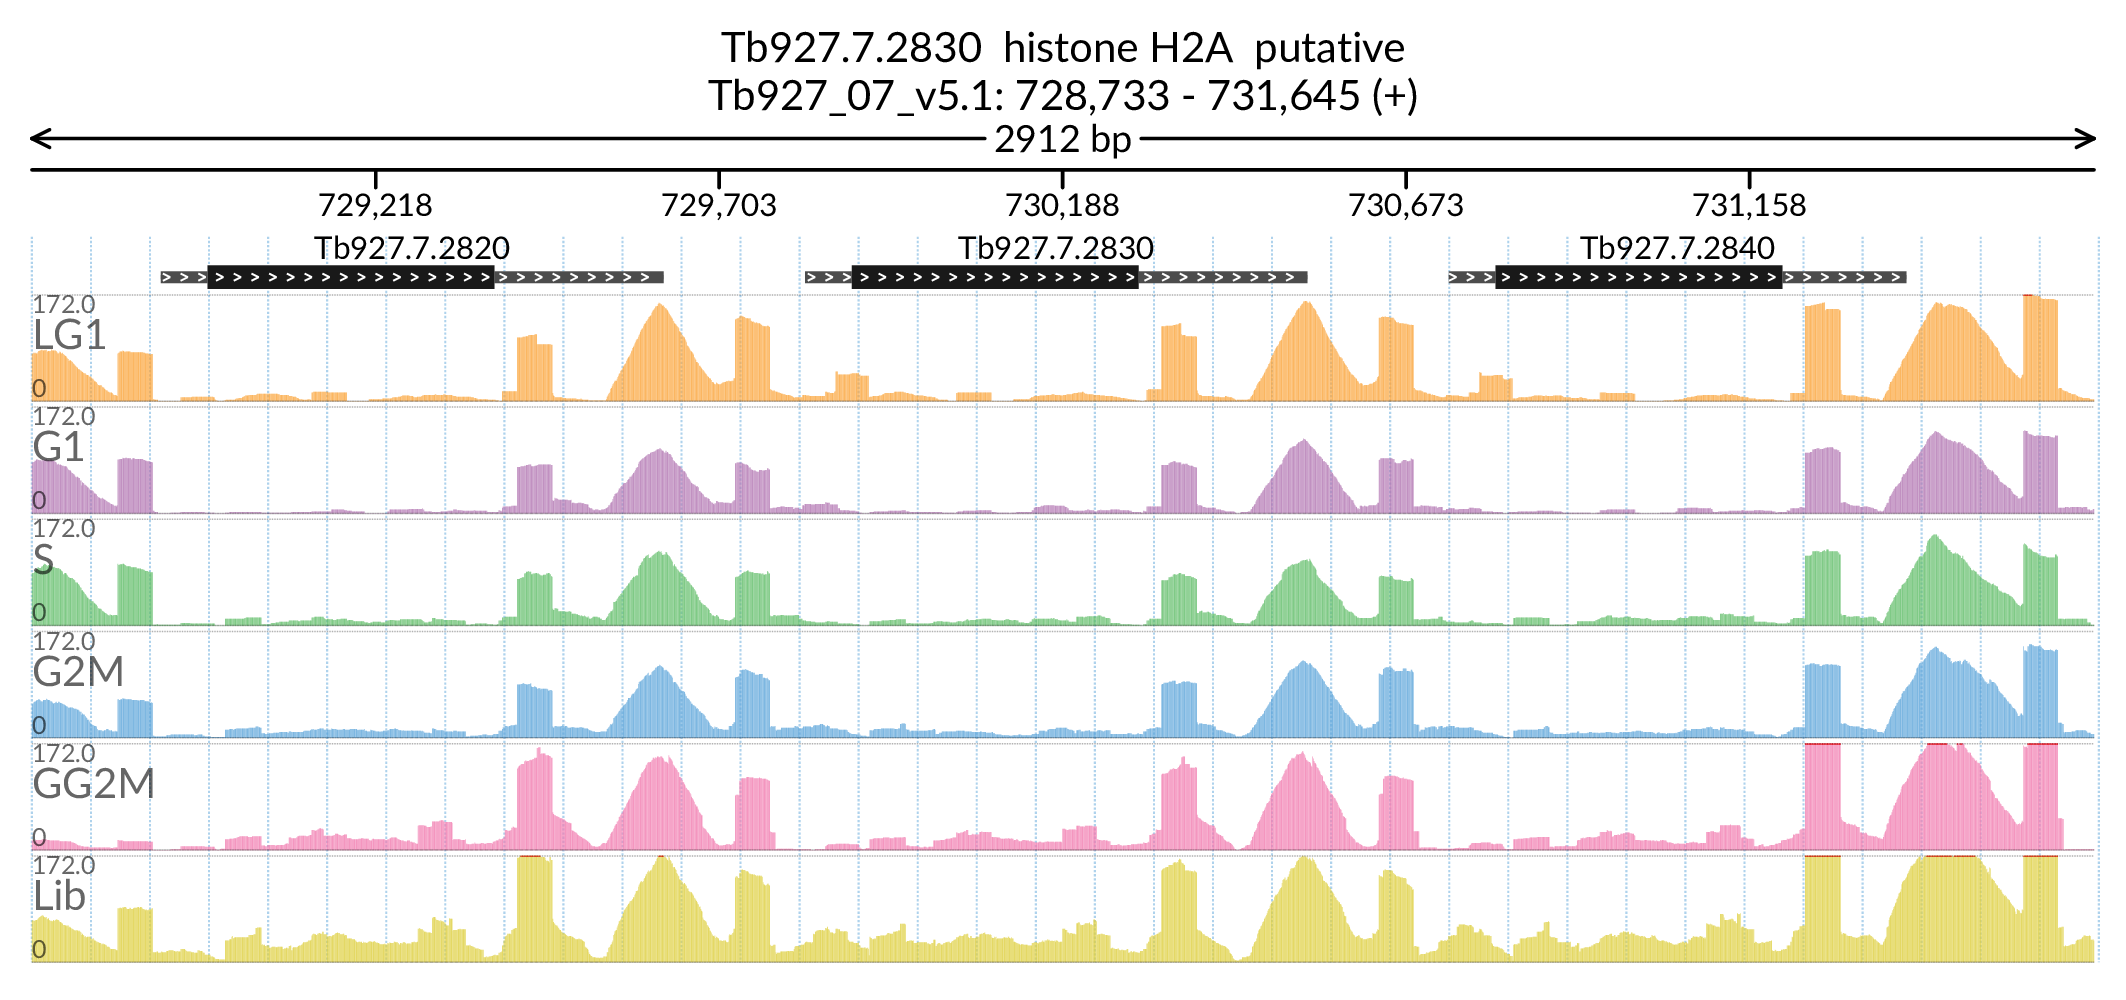 Tb927.7.2830  histone H2A  putative
Tb927_07_v5.1: 728,733 - 731,645 (+)
2912 bp
729,218 729,703 730,188 730,673 731,158
Tb927.7.2820 Tb927.7.2830 Tb927.7.2840
172.0
LG1
0
172.0
G1
0
172.0
S
0
172.0
G2M
0
172.0
GG2M
0
172.0
Lib
0